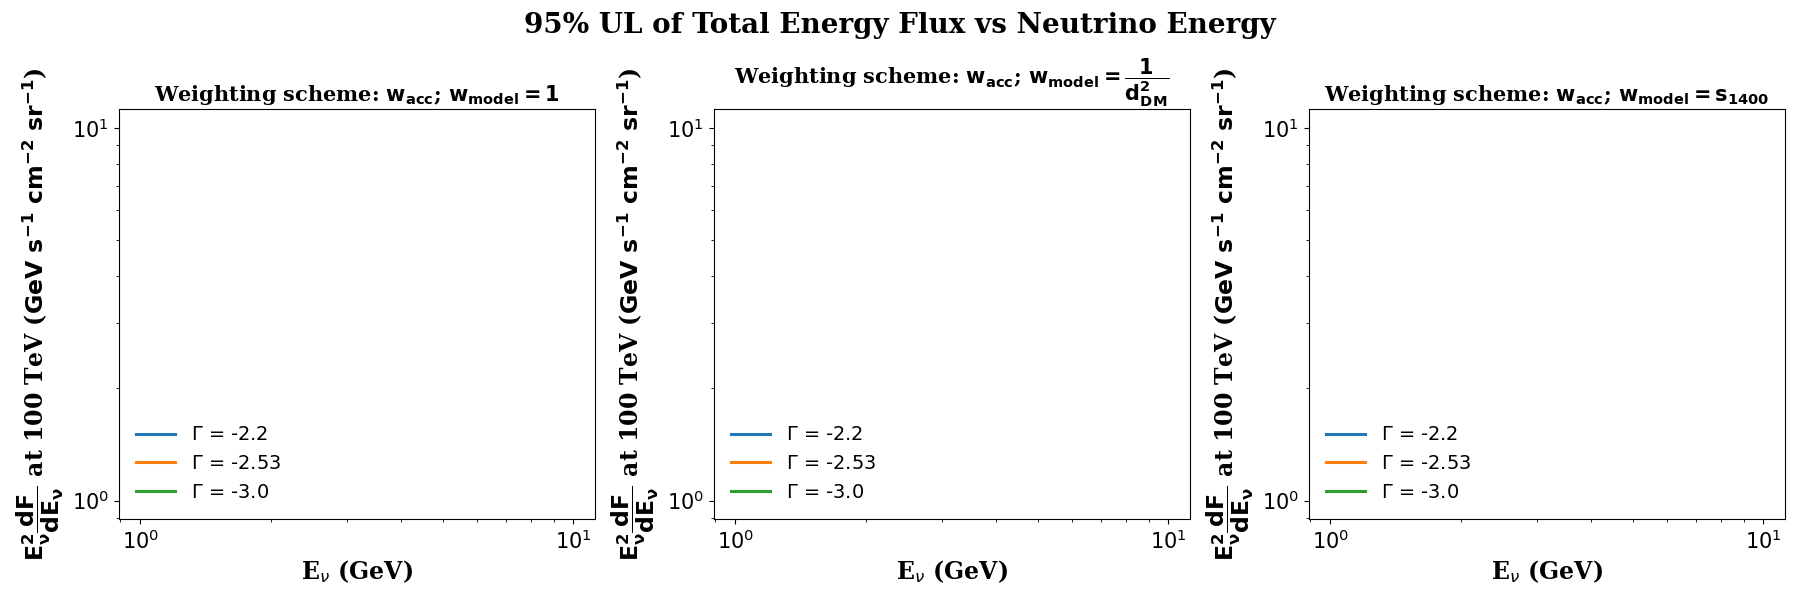 95% UL of Total Energy Flux vs Neutrino Energy
Weighting scheme: w_acc; w_model = 1
E_ν^2 dF/dE_ν at 100 TeV (GeV s^−1 cm^−2 sr^−1)
10^1
10^0
Γ = -2.2
Γ = -2.53
Γ = -3.0
10^0 10^1
E_ν (GeV)
Weighting scheme: w_acc; w_model = 1/d_DM^2
E_ν^2 dF/dE_ν at 100 TeV (GeV s^−1 cm^−2 sr^−1)
10^1
10^0
Γ = -2.2
Γ = -2.53
Γ = -3.0
10^0 10^1
E_ν (GeV)
Weighting scheme: w_acc; w_model = s_1400
E_ν^2 dF/dE_ν at 100 TeV (GeV s^−1 cm^−2 sr^−1)
10^1
10^0
Γ = -2.2
Γ = -2.53
Γ = -3.0
10^0 10^1
E_ν (GeV)